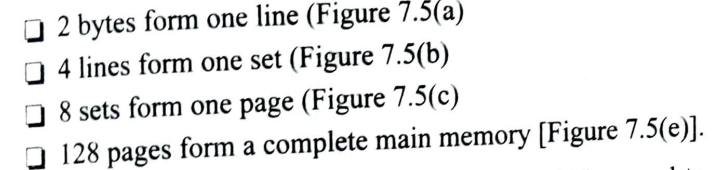 ❏ 2 bytes form one line (Figure 7.5(a)
❏ 4 lines form one set (Figure 7.5(b)
❏ 8 sets form one page (Figure 7.5(c)
❏ 128 pages form a complete main memory [Figure 7.5(e)].